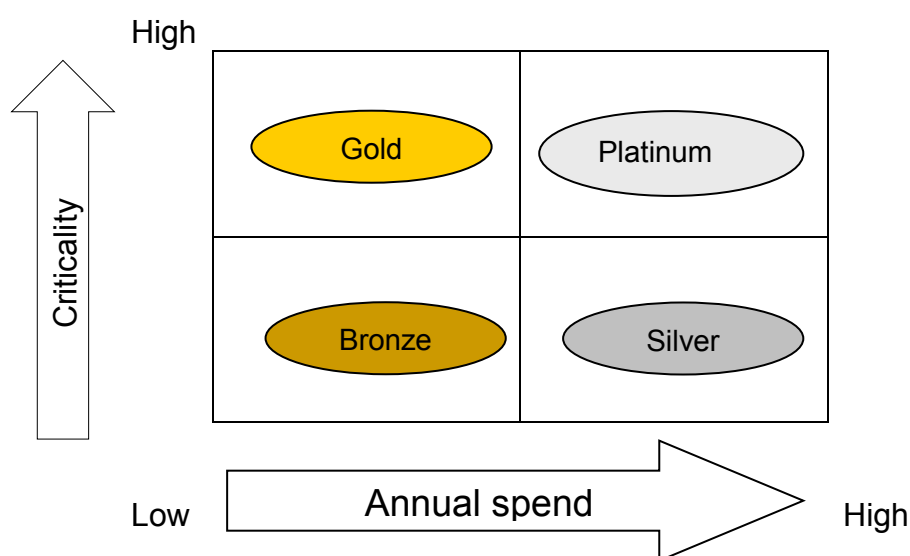 High
Gold
Platinum
Criticality
Bronze
Silver
Annual spend
Low
High